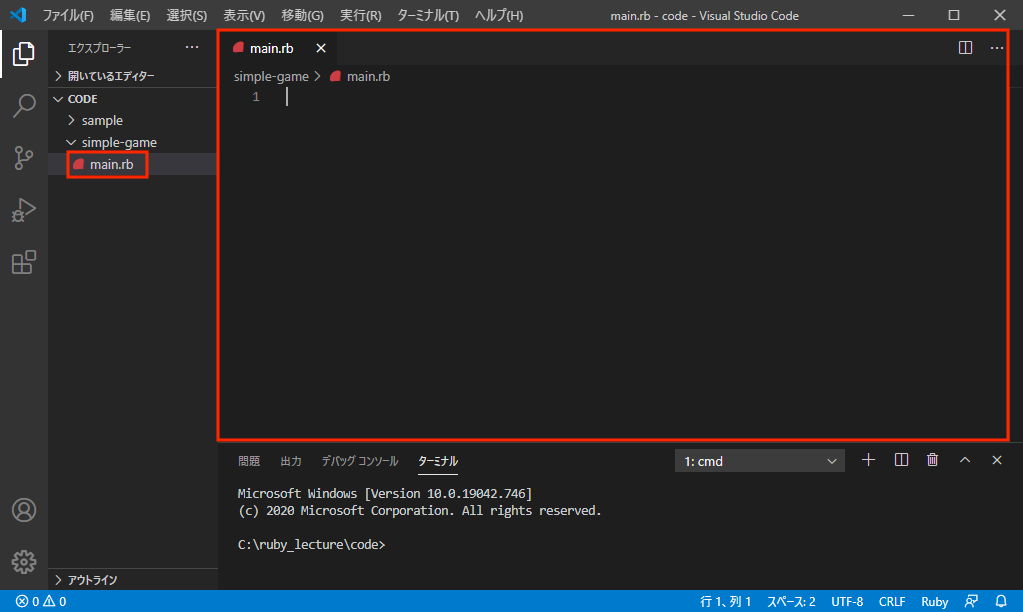 ファイル(F) 編集(E) 選択(S) 表示(V) 移動(G) 実行(R) ターミナル(T) ヘルプ(H) main.rb - code - Visual Studio Code
エクスプローラー
開いているエディター
CODE
sample
simple-game
main.rb
main.rb
simple-game > main.rb
1
問題 出力 デバッグ コンソール ターミナル 1: cmd
Microsoft Windows [Version 10.0.19042.746]
(c) 2020 Microsoft Corporation. All rights reserved.
C:\ruby_lecture\code>
アウトライン
0 0 行 1、列 1 スペース: 2 UTF-8 CRLF Ruby